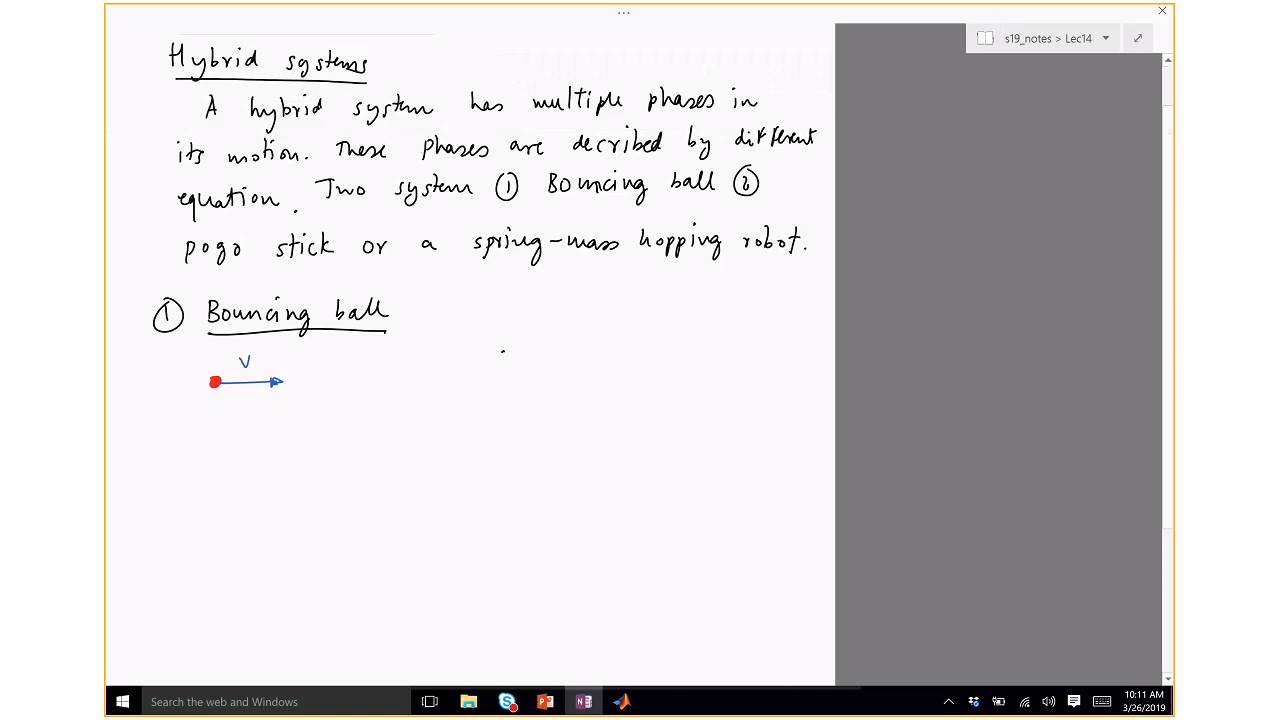 ...
s19_notes > Lec14
Hybrid systems
A hybrid system has multiple phases in
its motion. These phases are decribed by different
equation. Two system ① Bouncing ball ②
pogo stick or a spring-mass hopping robot.
① Bouncing ball
V
Search the web and Windows
10:11 AM
3/26/2019